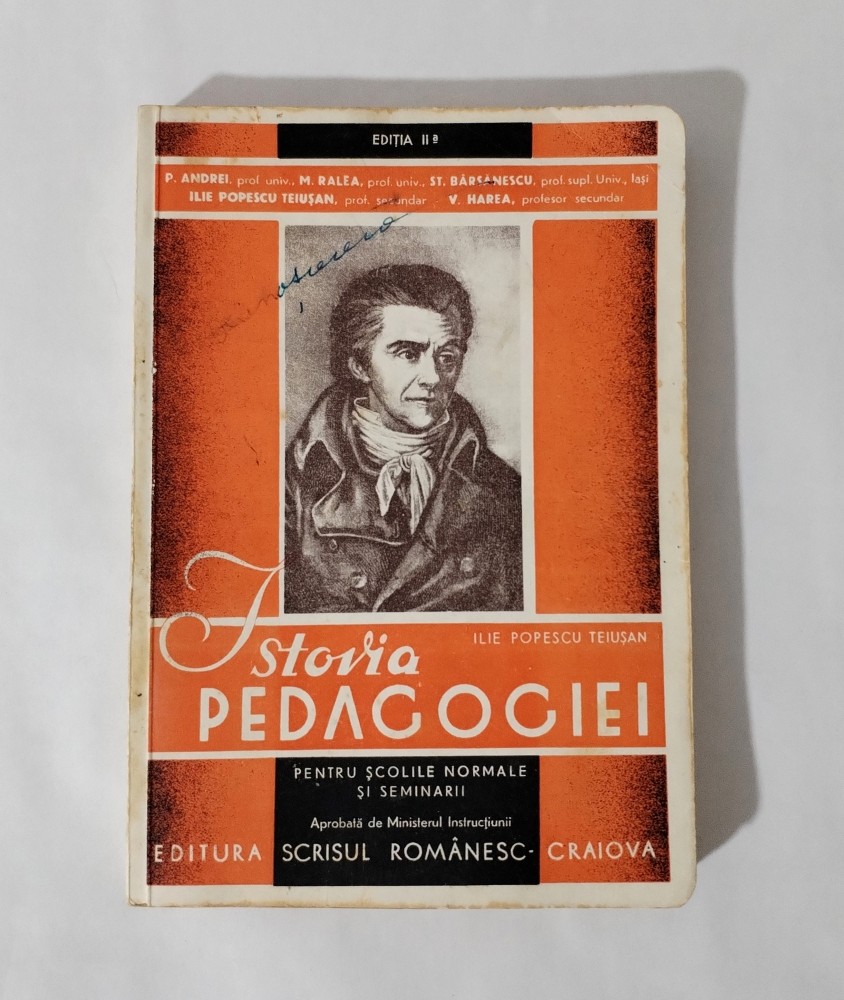 EDIȚIA IIª
P. ANDREI, prof. univ., M. RALEA, prof. univ., ST. BÂRSĂNESCU, prof. supl. Univ., Iași
ILIE POPESCU TEIUȘAN, prof. secundar V. HAREA, profesor secundar
ILIE POPESCU TEIUȘAN
Istoria
PEDAGOGIEI
PENTRU ȘCOLILE NORMALE
ȘI SEMINARII
Aprobată de Ministerul Instrucțiunii
EDITURA SCRISUL ROMÂNESC - CRAIOVA